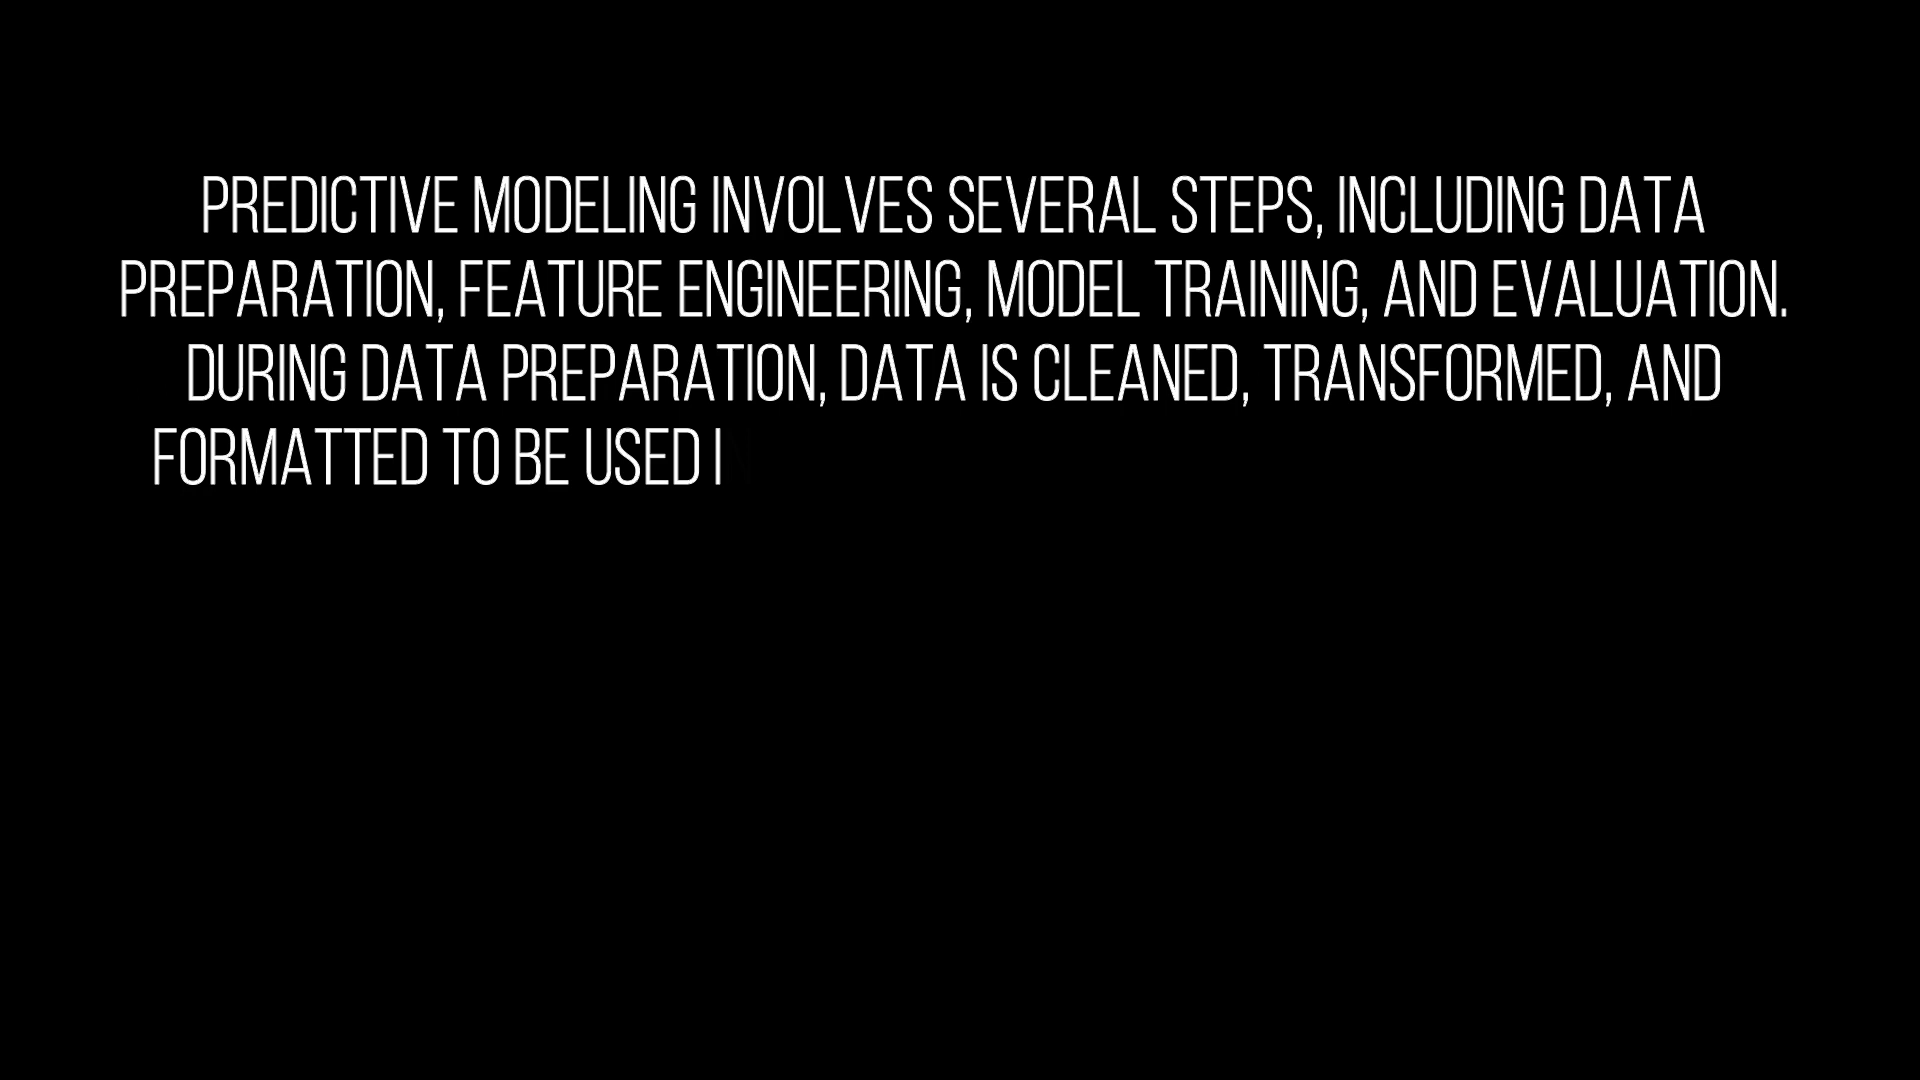 PREDICTIVE MODELING INVOLVES SEVERAL STEPS, INCLUDING DATA
PREPARATION, FEATURE ENGINEERING, MODEL TRAINING, AND EVALUATION.
DURING DATA PREPARATION, DATA IS CLEANED, TRANSFORMED, AND
FORMATTED TO BE USED IN